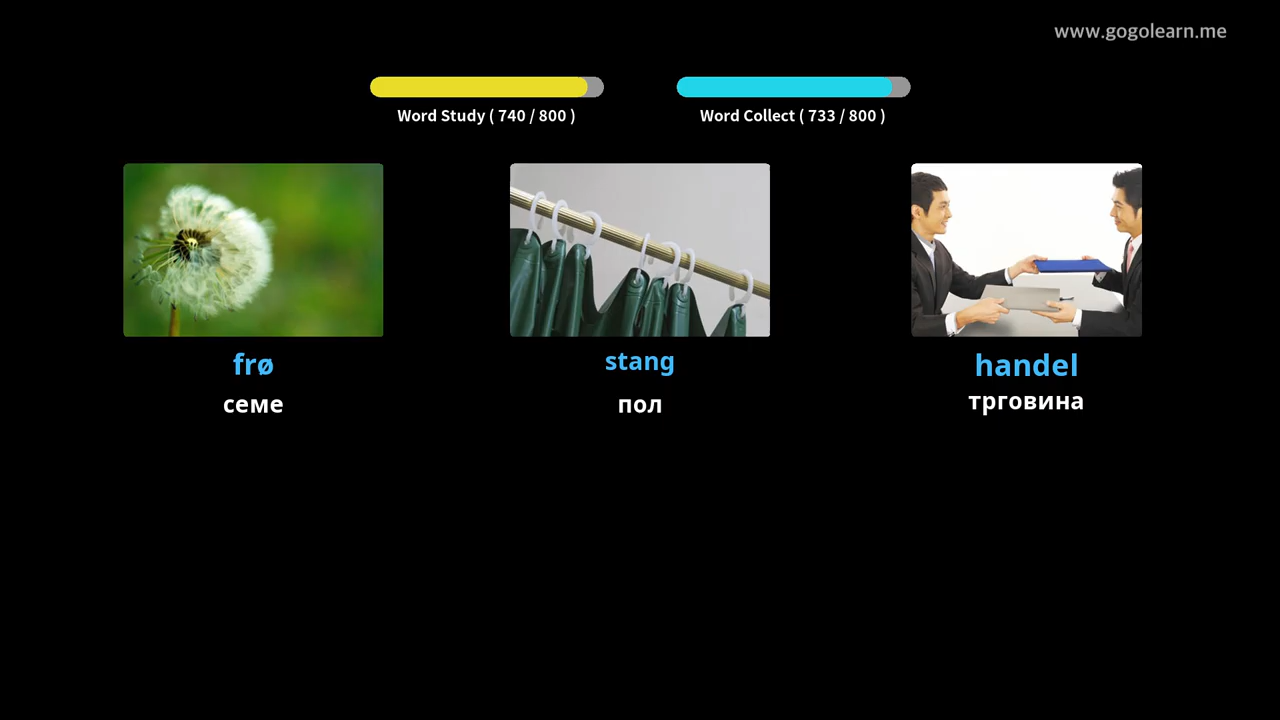 www.gogolearn.me
Word Study ( 740 / 800 )
Word Collect ( 733 / 800 )
frø
stang
handel
семе
пол
трговина